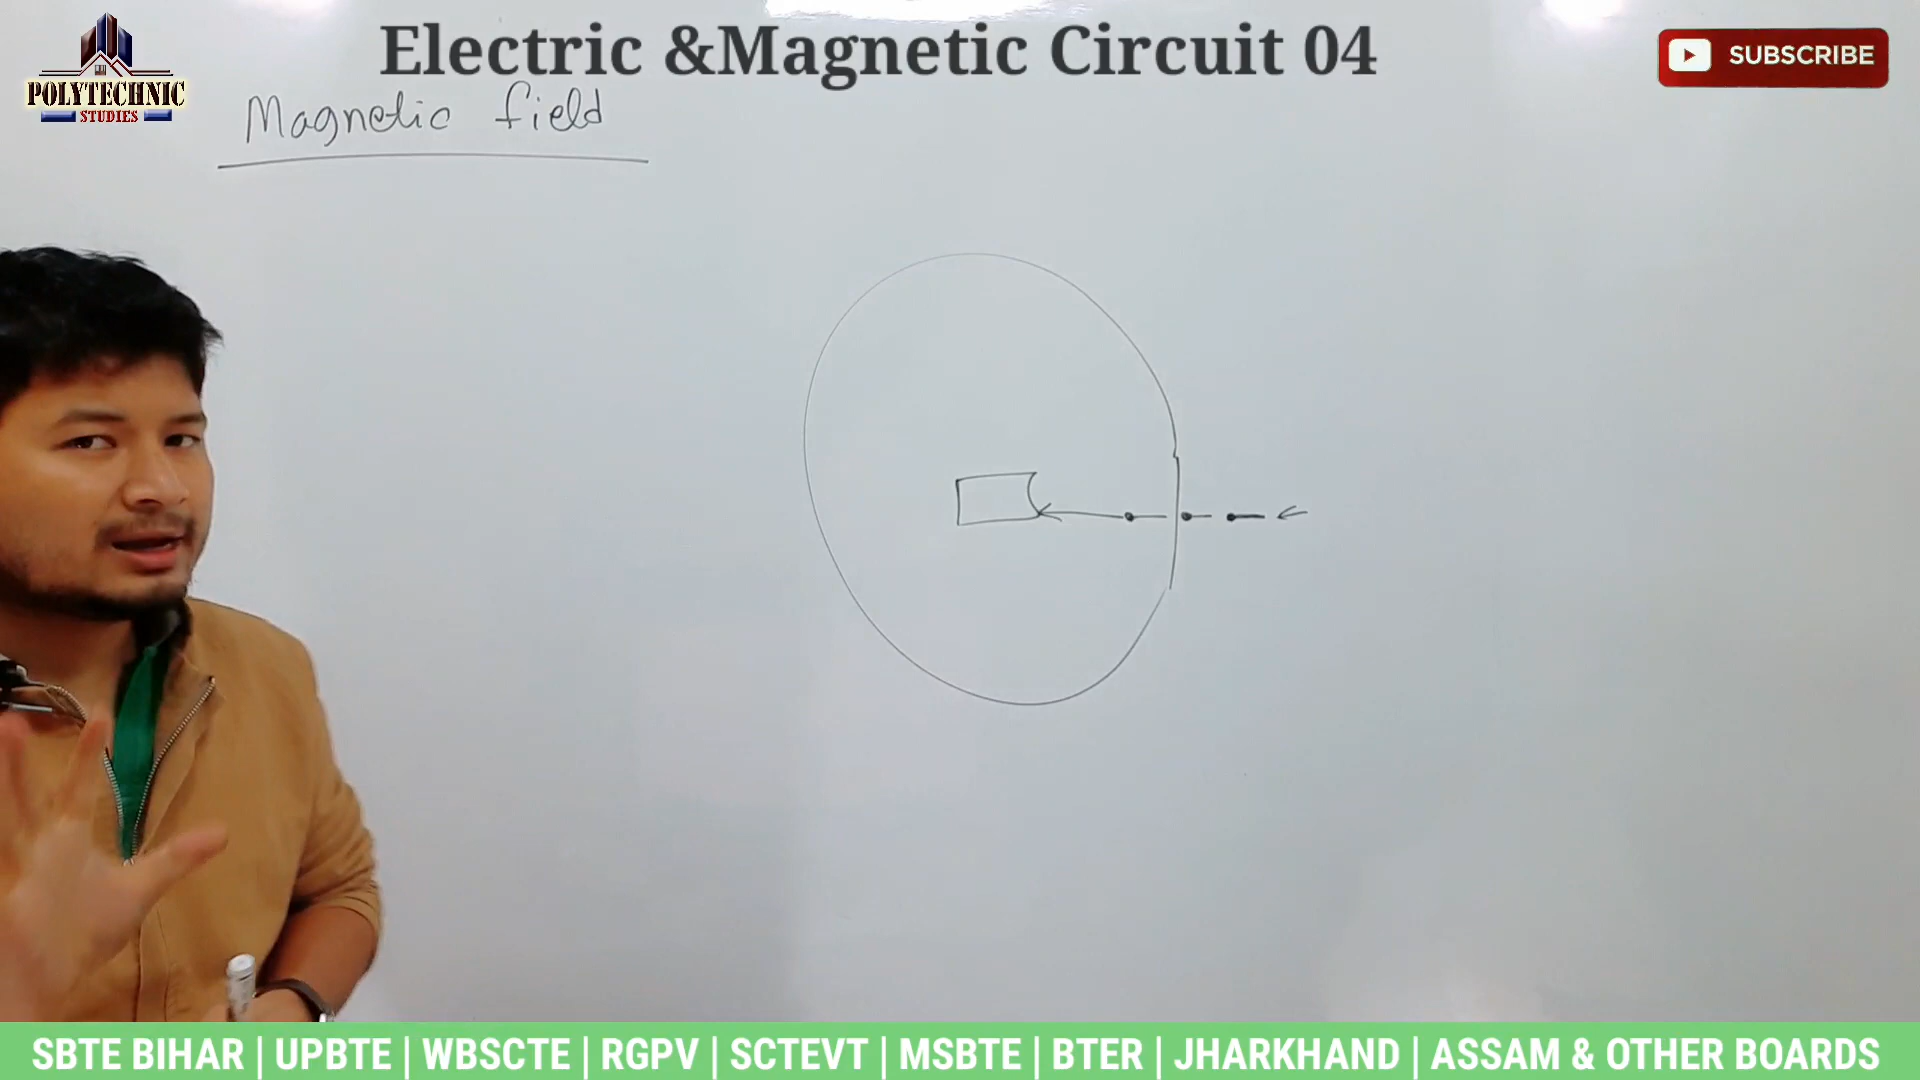 Electric &Magnetic Circuit 04
SUBSCRIBE
POLYTECHNIC
STUDIES
Magnetic field
SBTE BIHAR | UPBTE | WBSCTE | RGPV | SCTEVT | MSBTE | BTER | JHARKHAND | ASSAM & OTHER BOARDS